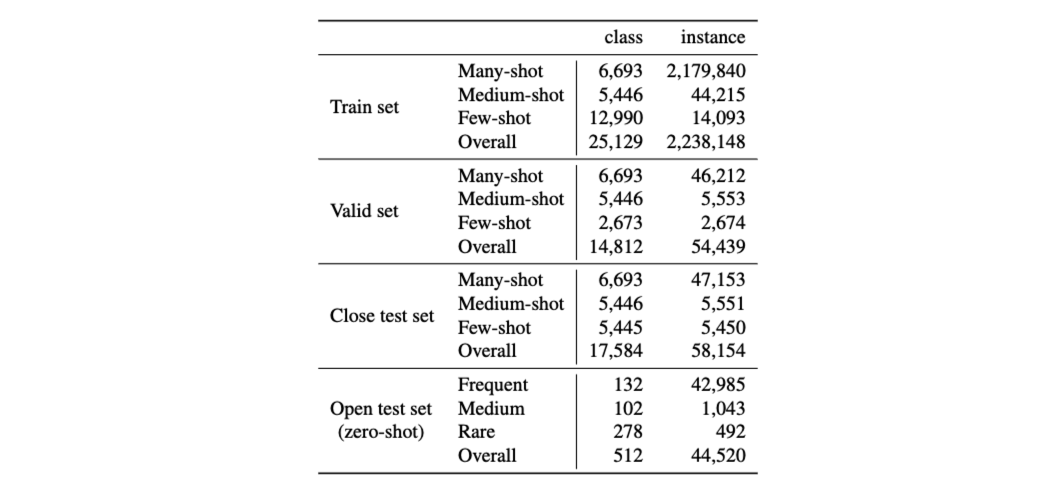 class instance
Train set
Many-shot 6,693 2,179,840
Medium-shot 5,446 44,215
Few-shot 12,990 14,093
Overall 25,129 2,238,148
Valid set
Many-shot 6,693 46,212
Medium-shot 5,446 5,553
Few-shot 2,673 2,674
Overall 14,812 54,439
Close test set
Many-shot 6,693 47,153
Medium-shot 5,446 5,551
Few-shot 5,445 5,450
Overall 17,584 58,154
Open test set
(zero-shot)
Frequent 132 42,985
Medium 102 1,043
Rare 278 492
Overall 512 44,520